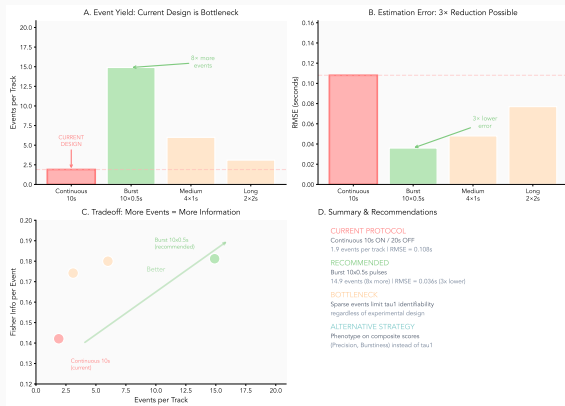 A. Event Yield: Current Design is Bottleneck
20.0
17.5
15.0
12.5
10.0
7.5
5.0
2.5
0.0
Events per Track
8+ more
events
CURRENT
DESIGN
Continuous
10s
Burst
10×0.5s
Medium
4×1s
Long
2×2s
B. Estimation Error: 3× Reduction Possible
0.16
0.14
0.12
0.10
0.08
0.06
0.04
0.02
0.00
RMSE (seconds)
3× lower
error
Continuous
10s
Burst
10×0.5s
Medium
4×1s
Long
2×2s
C. Tradeoff: More Events = More Information
0.20
0.19
0.18
0.17
0.16
0.15
0.14
0.13
0.12
Fisher Info per Event
Burst 10x0.5s
(recommended)
Better
Continuous 10s
(current)
0.0
2.5
5.0
7.5
10.0
12.5
15.0
17.5
20.0
Events per Track
D. Summary & Recommendations
CURRENT PROTOCOL
Continuous 10s ON / 20s OFF
1.9 events per track | RMSE = 0.108s
RECOMMENDED
Burst 10x0.5s pulses
14.9 events (8x more) | RMSE = 0.036s (3x lower)
BOTTLENECK
Sparse events limit tau1 identifiability
regardless of experimental design
ALTERNATIVE STRATEGY
Phenotype on composite scores
(Precision, Burstiness) instead of tau1